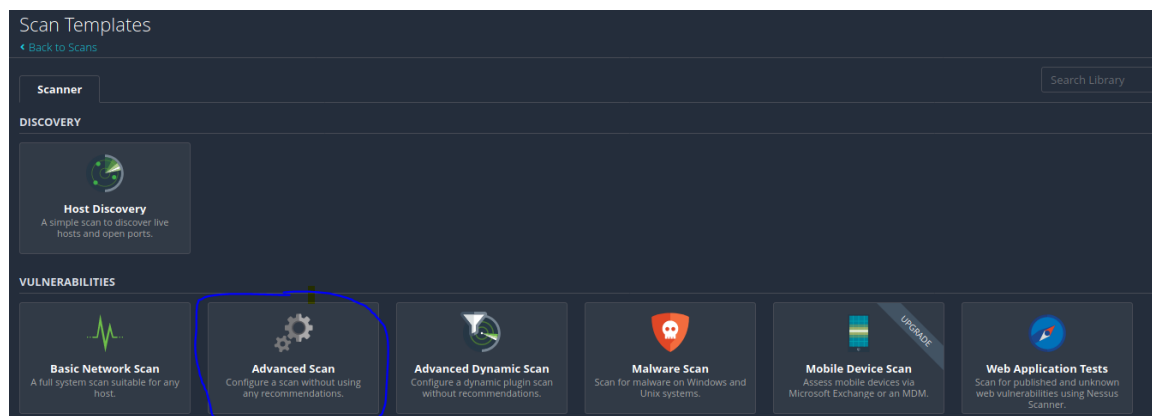 Scan Templates
Back to Scans
Scanner
Search Library
DISCOVERY
Host Discovery
A simple scan to discover live
hosts and open ports.
VULNERABILITIES
Basic Network Scan
A full system scan suitable for any
host.
Advanced Scan
Configure a scan without using
any recommendations.
Advanced Dynamic Scan
Configure a dynamic plugin scan
without recommendations.
Malware Scan
Scan for malware on Windows and
Unix systems.
UPGRADE
Mobile Device Scan
Assess mobile devices via
Microsoft Exchange or an MDM.
Web Application Tests
Scan for published and unknown
web vulnerabilities using Nessus
Scanner.